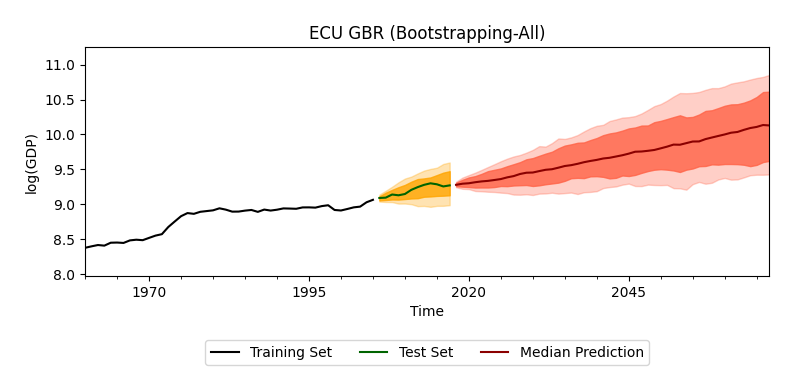 ECU GBR (Bootstrapping-All)
log(GDP)
11.0
10.5
10.0
9.5
9.0
8.5
8.0
1970 1995 2020 2045
Time
Training Set Test Set Median Prediction